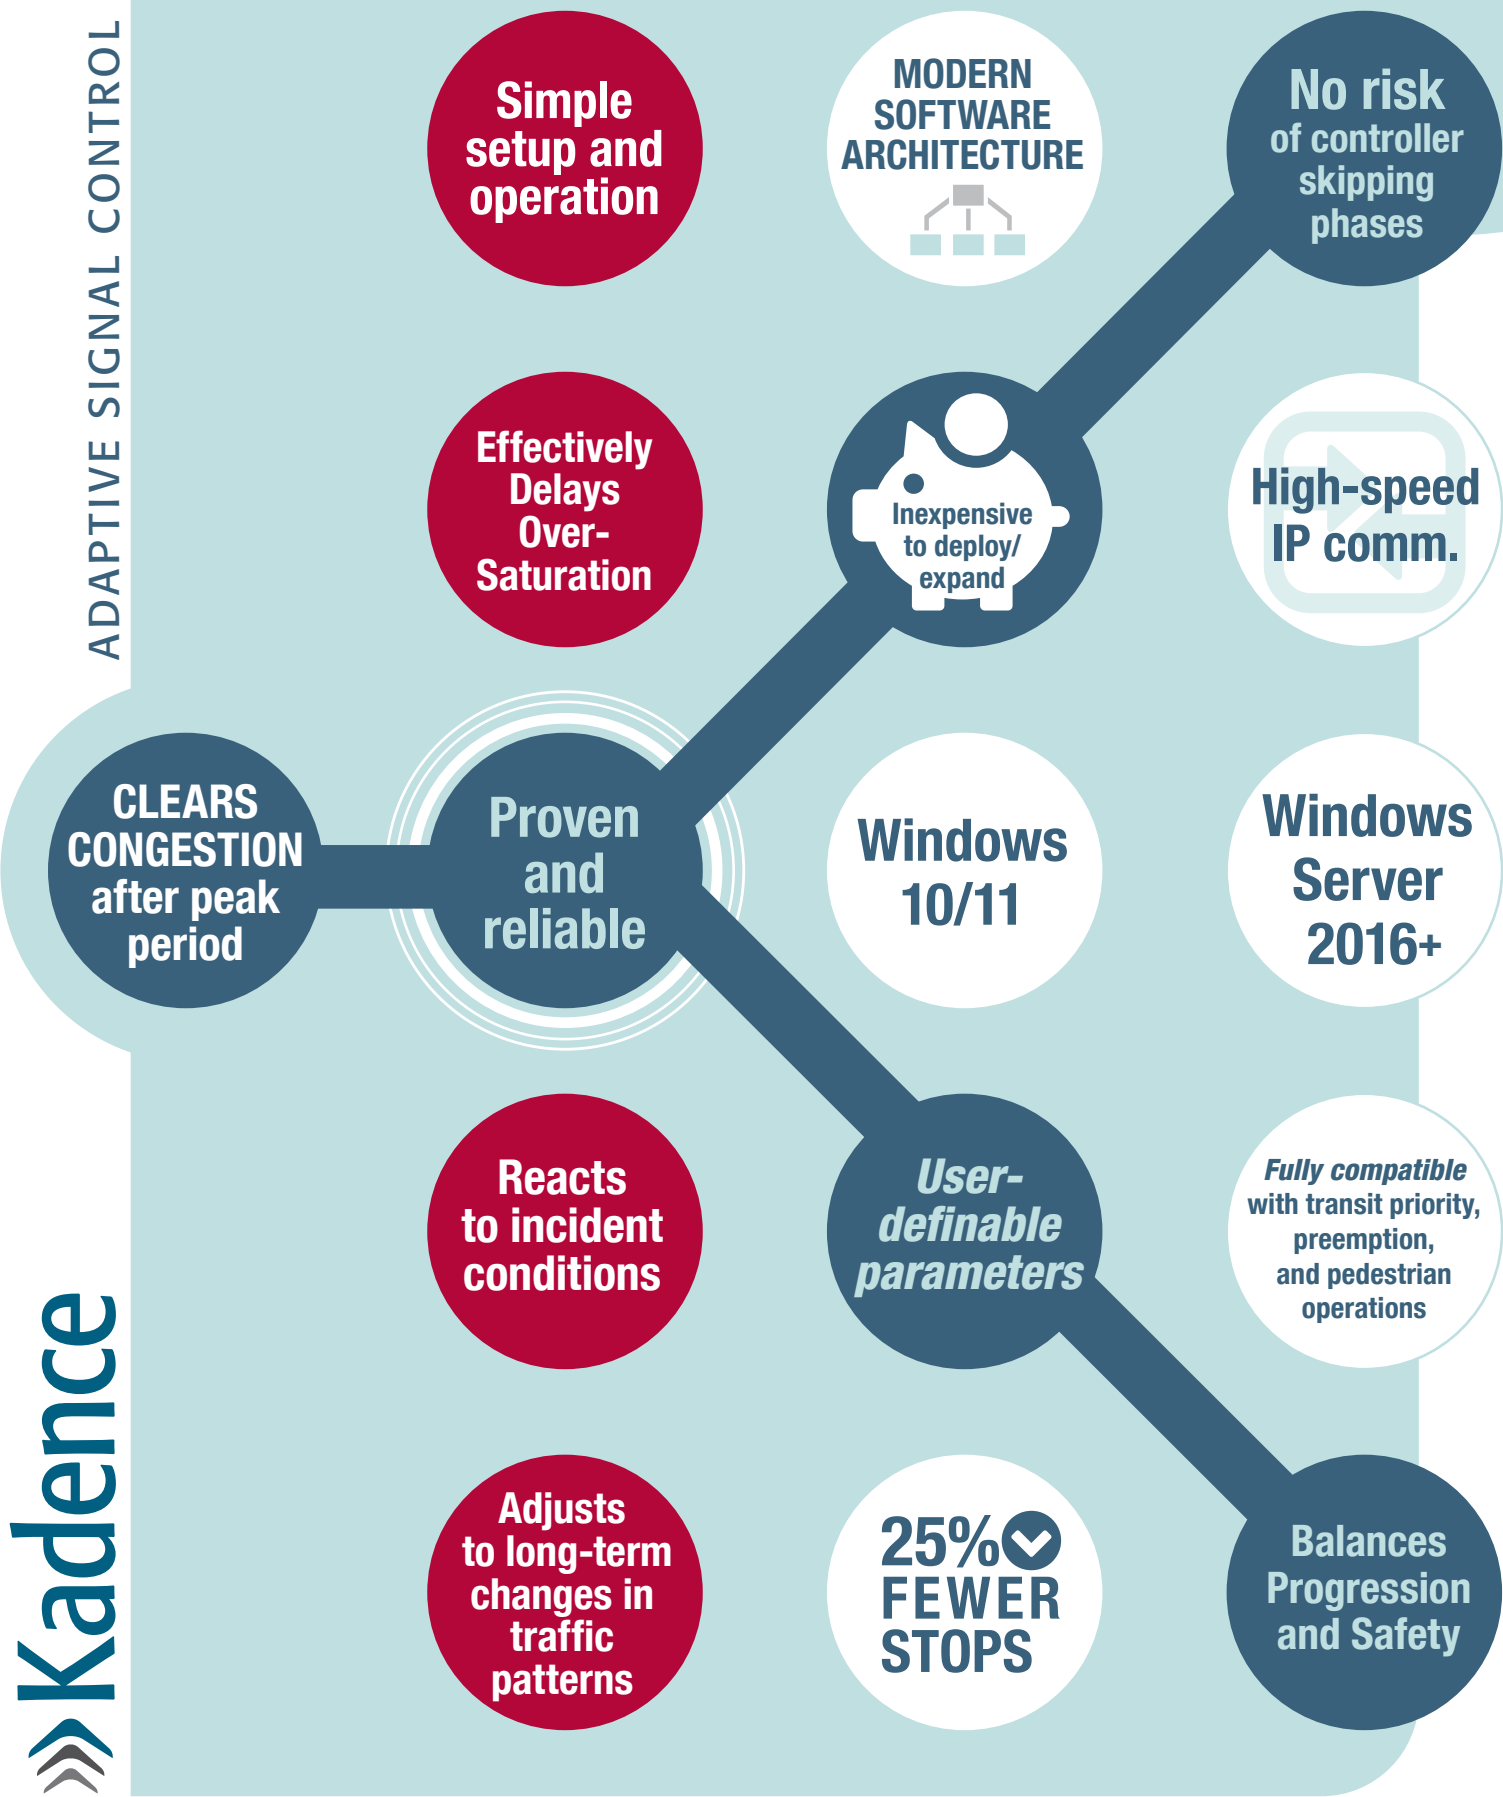 ADAPTIVE SIGNAL CONTROL
Kadence
Simple
setup and
operation
MODERN
SOFTWARE
ARCHITECTURE
No risk
of controller
skipping
phases
Effectively
Delays
Over-
Saturation
Inexpensive
to deploy/
expand
High-speed
IP comm.
CLEARS
CONGESTION
after peak
period
Proven
and
reliable
Windows
10/11
Windows
Server
2016+
Reacts
to incident
conditions
User-
definable
parameters
Fully compatible
with transit priority,
preemption,
and pedestrian
operations
Adjusts
to long-term
changes in
traffic
patterns
25%
FEWER
STOPS
Balances
Progression
and Safety